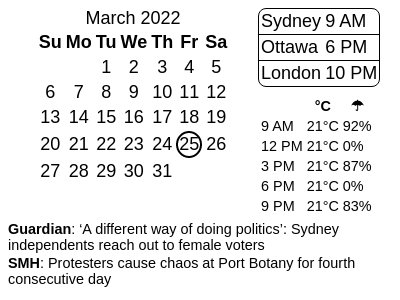 March 2022
Su Mo Tu We Th Fr Sa
1 2 3 4 5
6 7 8 9 10 11 12
13 14 15 16 17 18 19
20 21 22 23 24 25 26
27 28 29 30 31
Sydney 9 AM
Ottawa 6 PM
London 10 PM
°C ☂
9 AM 21°C 92%
12 PM 21°C 0%
3 PM 21°C 87%
6 PM 21°C 0%
9 PM 21°C 83%
Guardian: ‘A different way of doing politics’: Sydney
independents reach out to female voters
SMH: Protesters cause chaos at Port Botany for fourth
consecutive day